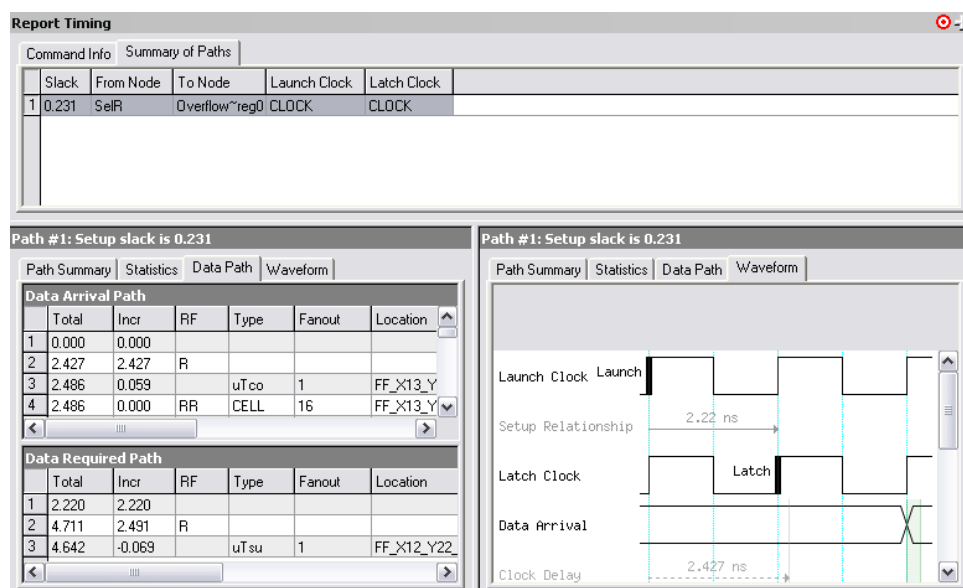 Report Timing
Command Info Summary of Paths
Slack From Node To Node Launch Clock Latch Clock
1 0.231 SelR Overflow~reg0 CLOCK CLOCK
Path #1: Setup slack is 0.231
Path Summary Statistics Data Path Waveform
Data Arrival Path
Total Incr RF Type Fanout Location
1 0.000 0.000
2 2.427 2.427 R
3 2.486 0.059 uTco 1 FF_X13_Y
4 2.486 0.000 RR CELL 16 FF_X13_Y
Data Required Path
Total Incr RF Type Fanout Location
1 2.220 2.220
2 4.711 2.491 R
3 4.642 -0.069 uTsu 1 FF_X12_Y22_
Path #1: Setup slack is 0.231
Path Summary Statistics Data Path Waveform
Launch Clock Launch
Setup Relationship 2.22 ns
Latch Clock Latch
Data Arrival
Clock Delay 2.427 ns